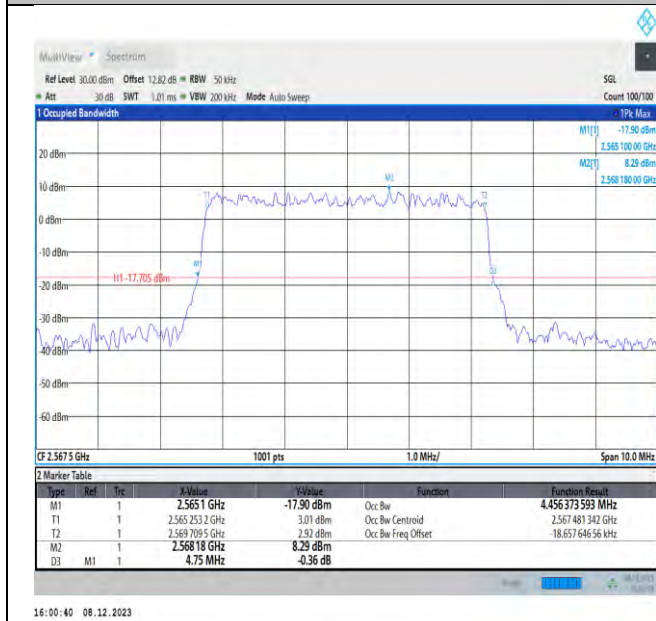 MultiView Spectrum
Ref Level 30.00 dBm Offset 12.82 dB RBW 50 kHz SGL
Att 30 dB SWT 1.01 ms VBW 200 kHz Mode Auto Sweep Count 100/100
1 Occupied Bandwidth 1Pk Max
M1[1] -17.90 dBm
2.565 100 00 GHz
M2[1] 8.29 dBm
2.568 180 00 GHz
20 dBm
10 dBm
M2
T1 T2
0 dBm
-10 dBm
M1
D3
H1 -17.705 dBm
-20 dBm
-30 dBm
-40 dBm
-50 dBm
-60 dBm
CF 2.567 5 GHz 1001 pts 1.0 MHz/ Span 10.0 MHz
2 Marker Table
Type Ref Trc X-Value Y-Value Function Function Result
M1 1 2.565 1 GHz -17.90 dBm Occ Bw 4.456 373 593 MHz
T1 1 2.565 253 2 GHz 3.01 dBm Occ Bw Centroid 2.567 481 342 GHz
T2 1 2.569 709 5 GHz 2.92 dBm Occ Bw Freq Offset -18.657 646 56 kHz
M2 1 2.568 18 GHz 8.29 dBm
D3 M1 1 4.75 MHz -0.36 dB
16:00:40 08.12.2023